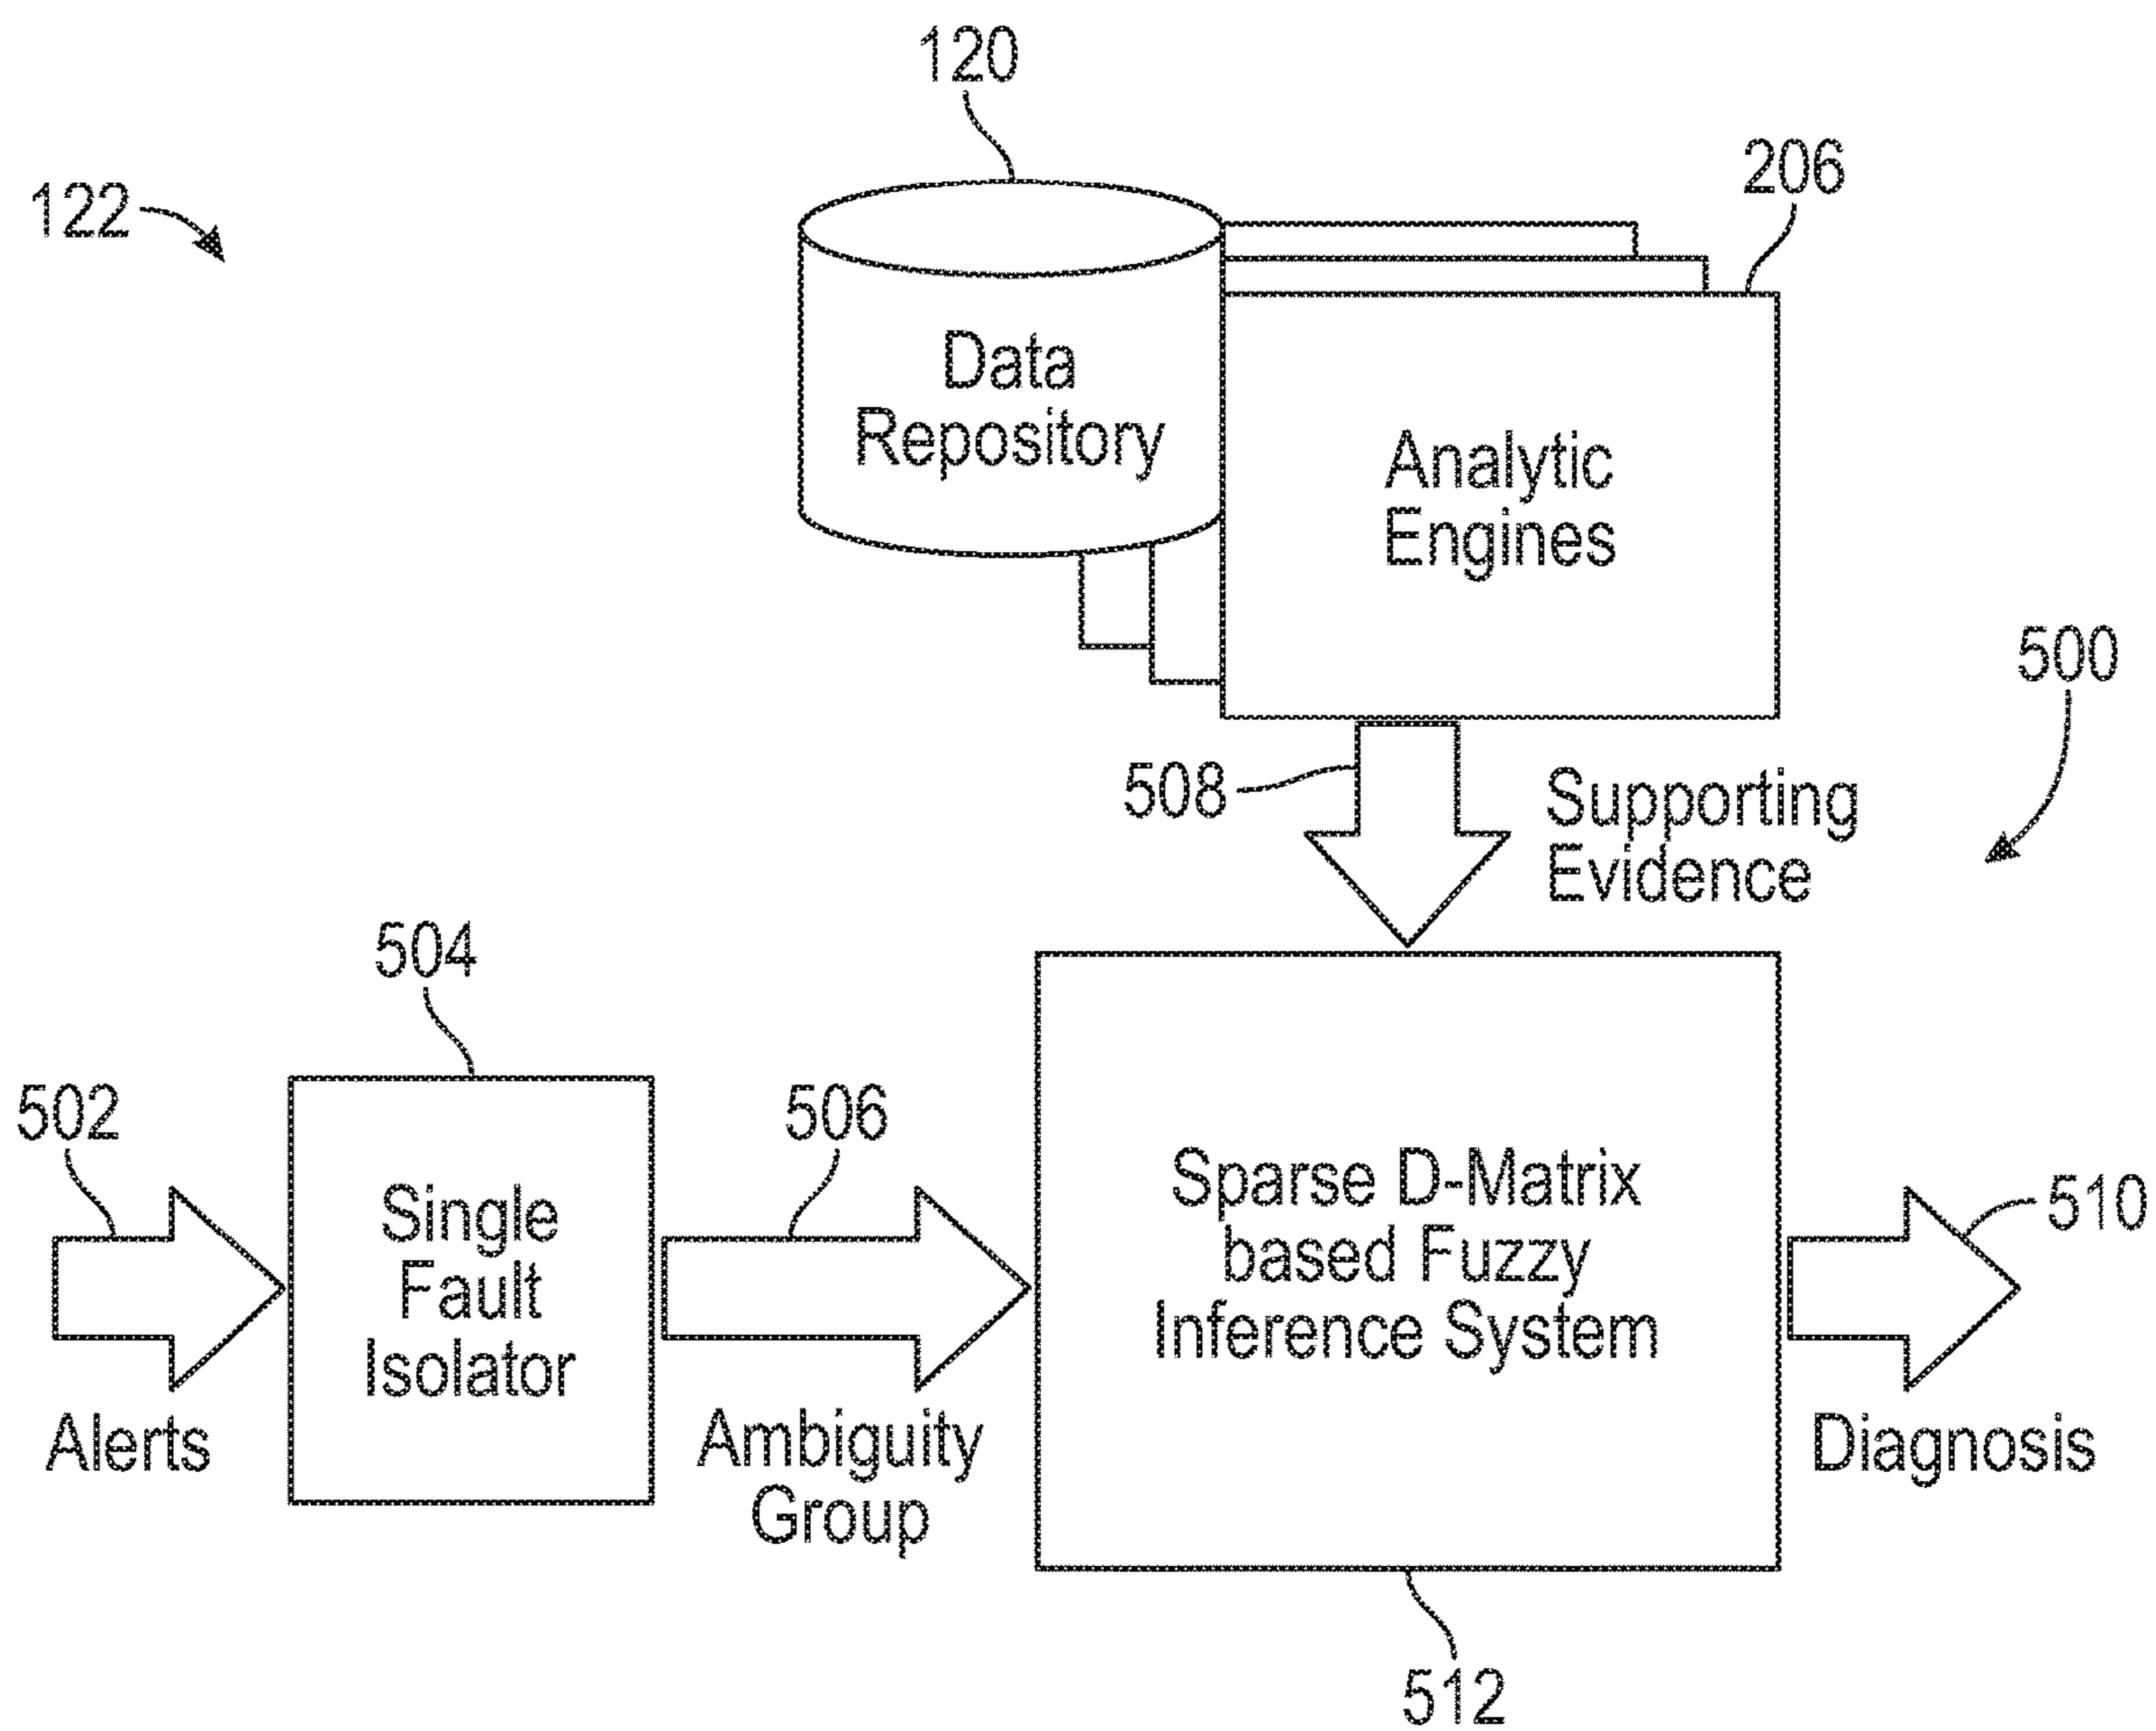 120
122
206
Data
Repository
Analytic
Engines
500
508
Supporting
Evidence
504
502
506
Single
Fault
Isolator
Sparse D-Matrix
based Fuzzy
Inference System
510
Alerts
Ambiguity
Group
Diagnosis
512